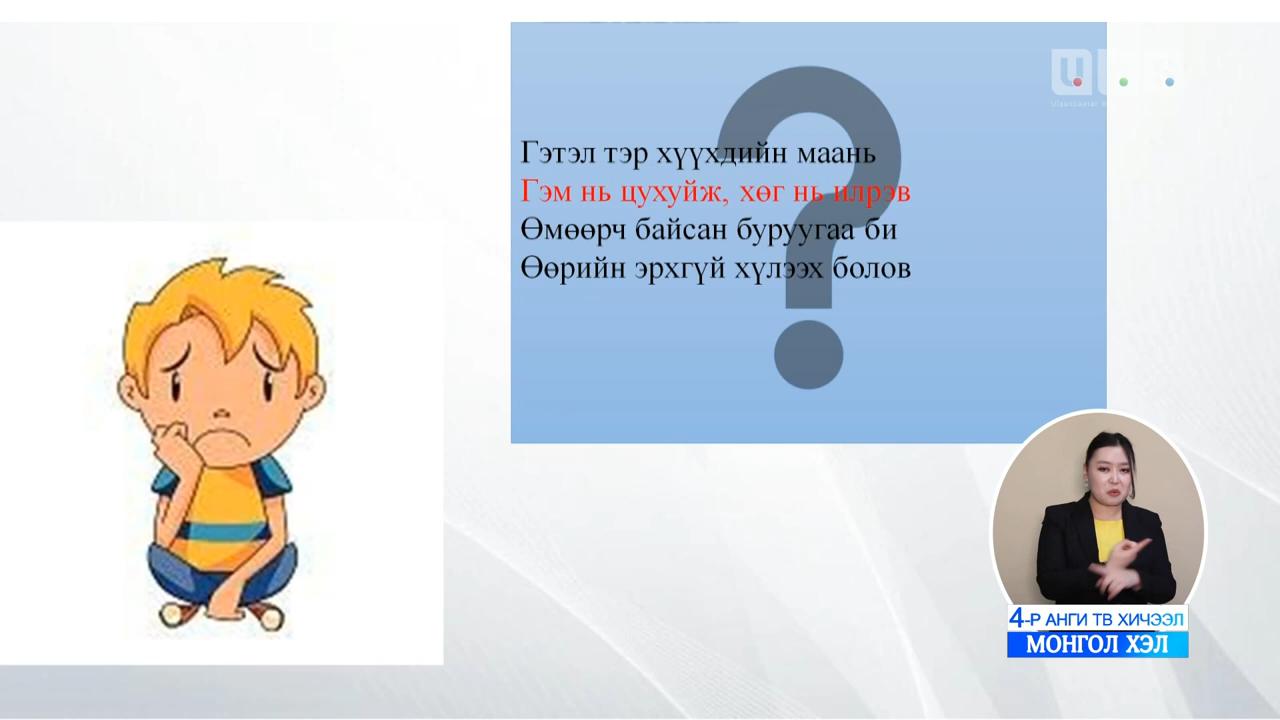 Гэтэл тэр хүүхдийн маань
Гэм нь цухуйж, хөг нь илрэв
Өмөөрч байсан буруугаа би
Өөрийн эрхгүй хүлээх болов
4-Р АНГИ ТВ ХИЧЭЭЛ
МОНГОЛ ХЭЛ